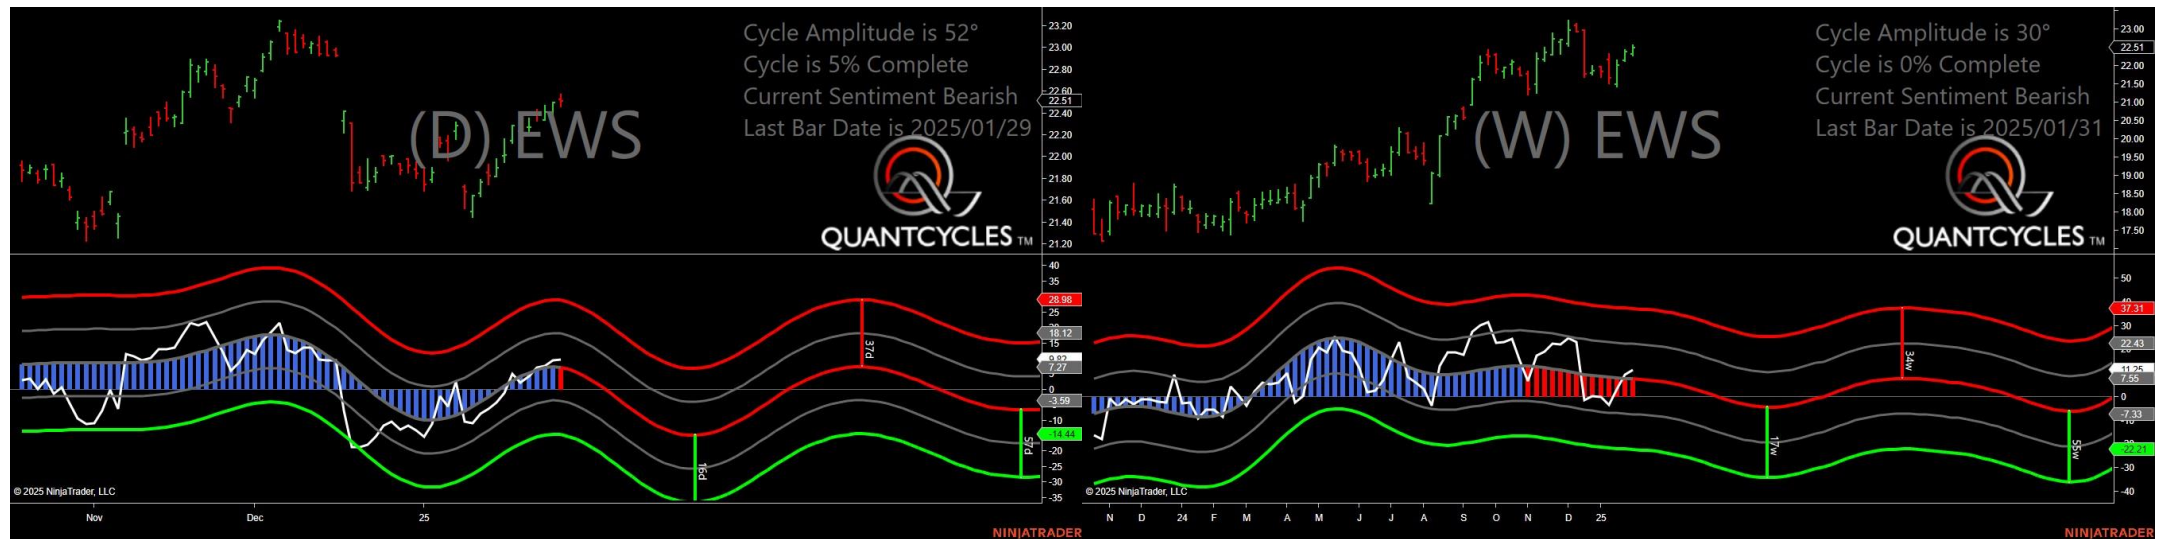 Cycle Amplitude is 52°
Cycle is 5% Complete
Current Sentiment Bearish
Last Bar Date is 2025/01/29
(D) EWS
QUANTCYCLES TM
23.20
23.00
22.80
22.60
22.51
22.40
22.20
22.00
21.80
21.60
21.40
21.20
40
35
28.98
25
18.12
15
9.82
7.27
0
-3.59
-10
-14.44
-20
-25
-30
-35
37d
16d
57d
© 2025 NinjaTrader, LLC
Nov
Dec
25
NINJATRADER
Cycle Amplitude is 30°
Cycle is 0% Complete
Current Sentiment Bearish
Last Bar Date is 2025/01/31
(W) EWS
QUANTCYCLES TM
23.00
22.51
22.00
21.50
21.00
20.50
20.00
19.50
19.00
18.50
18.00
17.50
50
37.31
30
22.43
11.25
7.55
0
-7.33
-22.21
-30
-40
34w
17w
55w
© 2025 NinjaTrader, LLC
N D 24 F M A M J J A S O N D 25
NINJATRADER